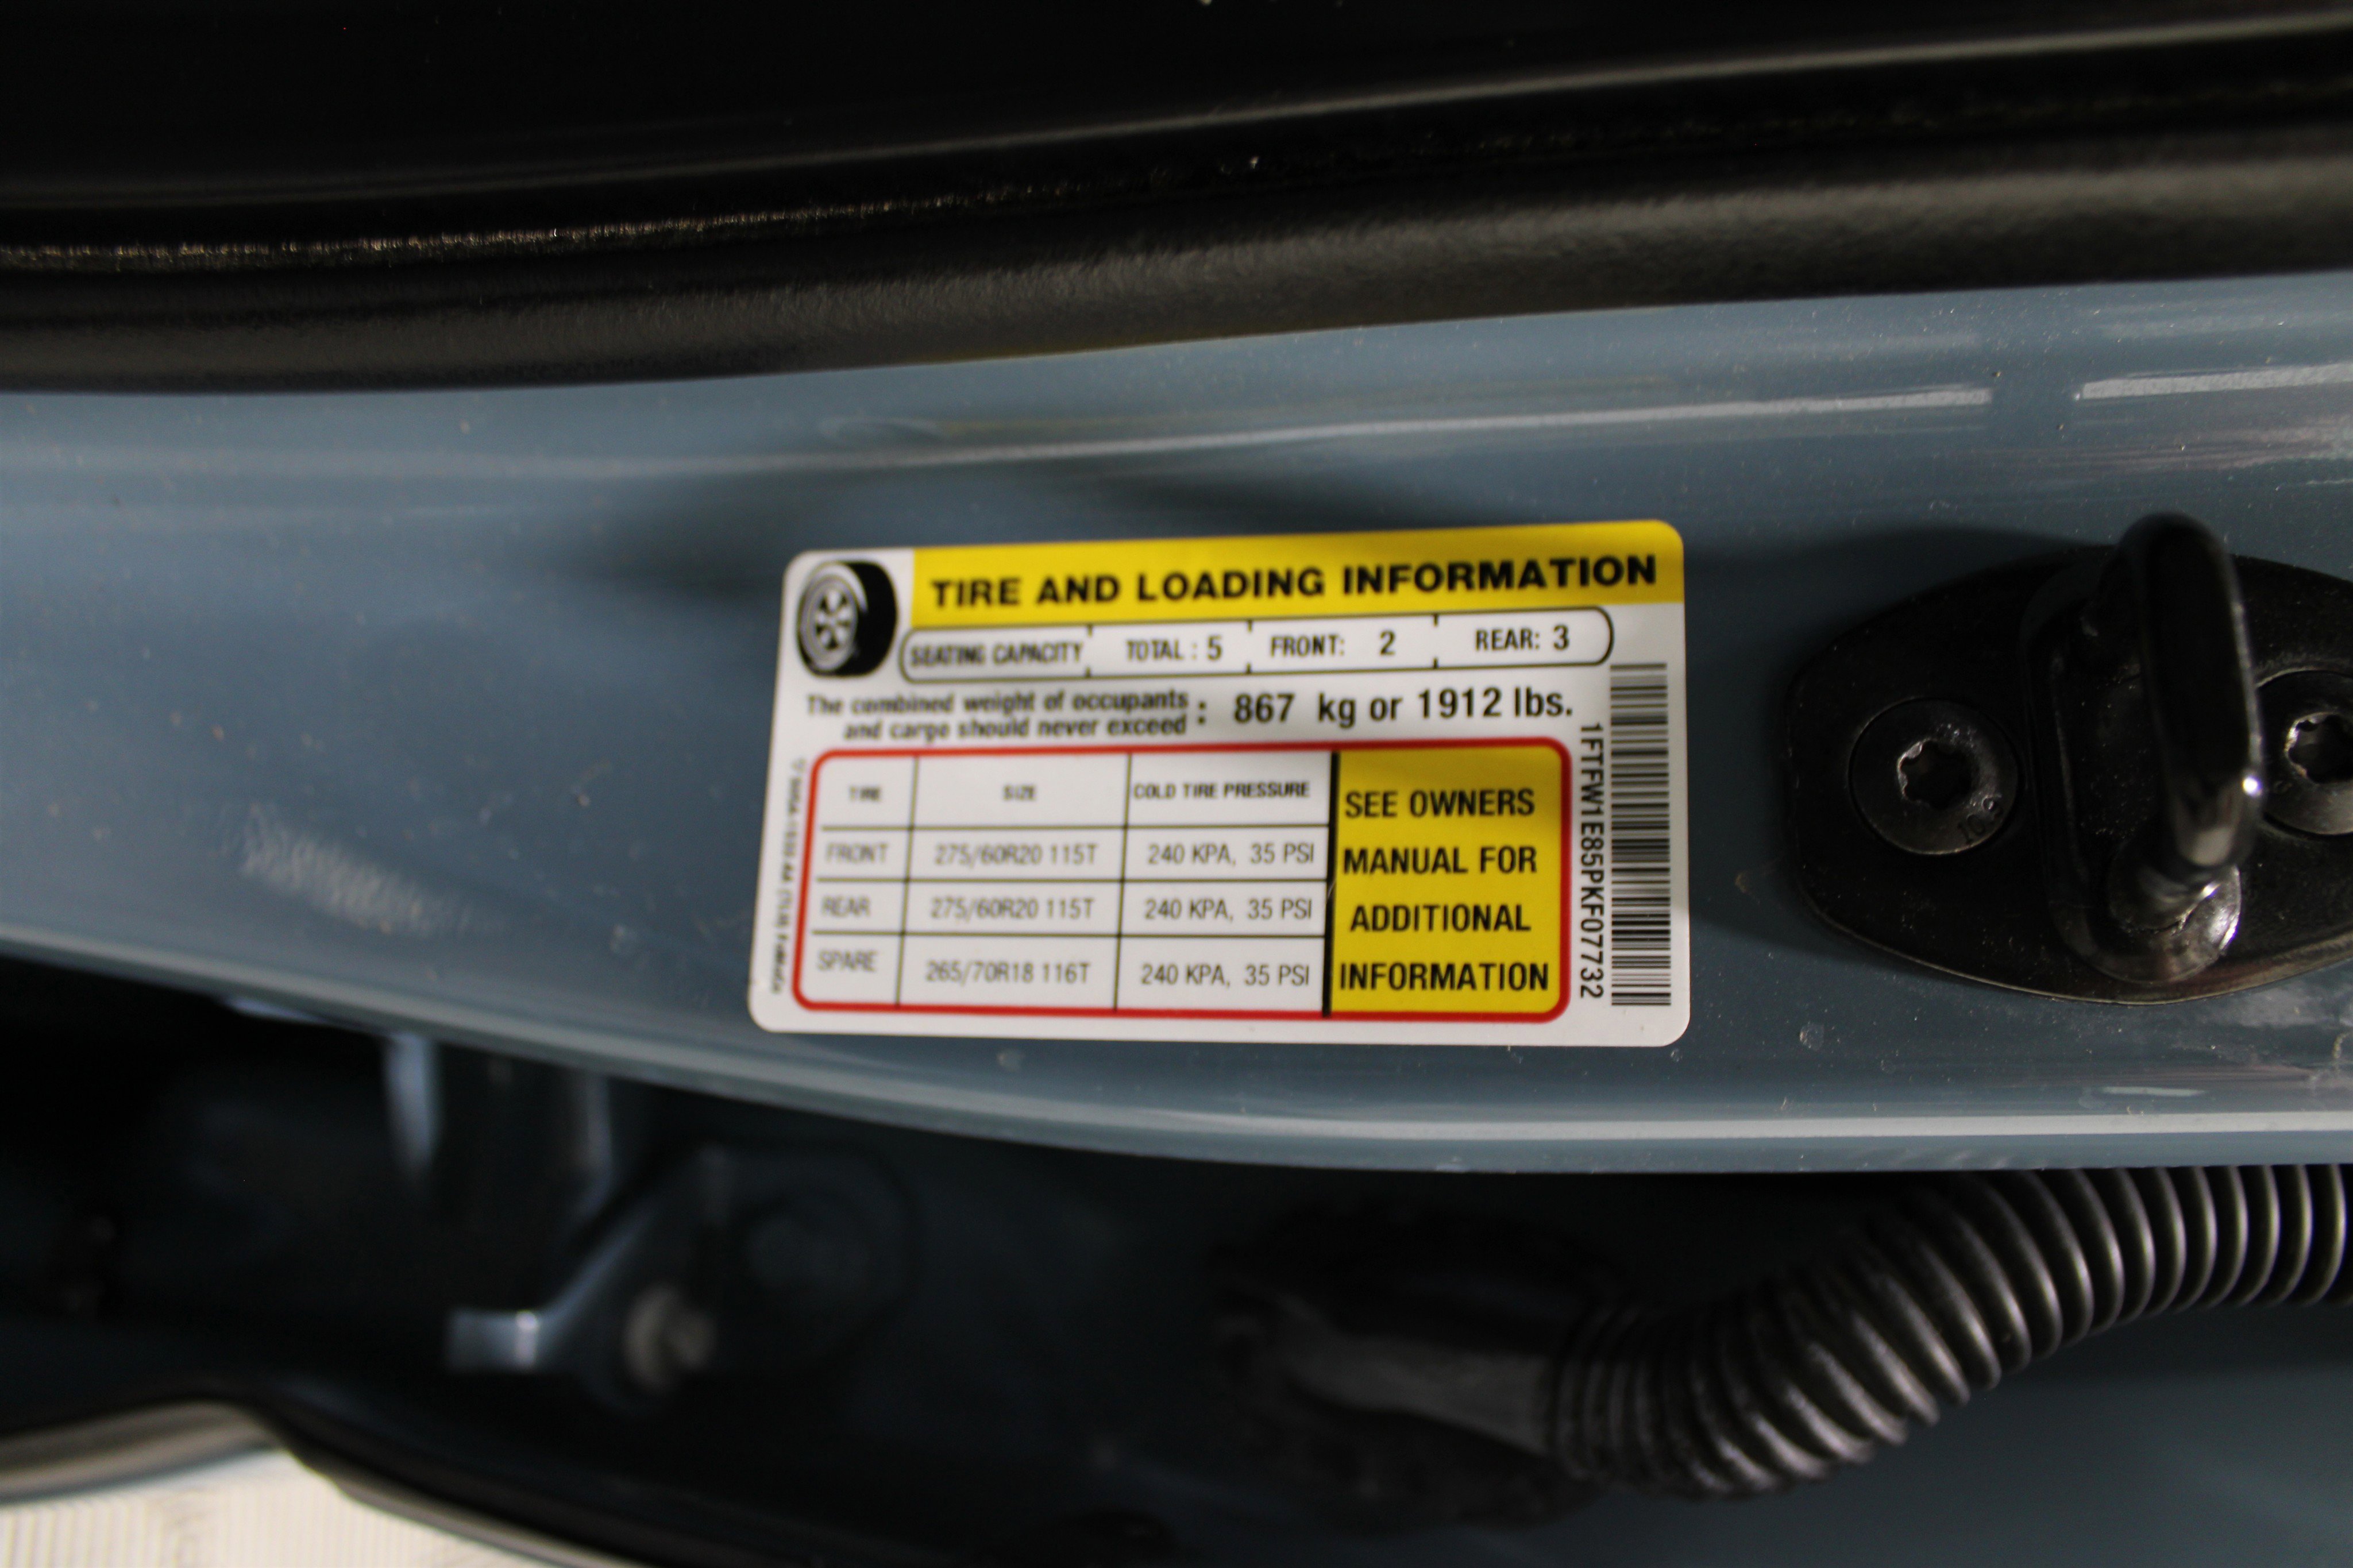 TIRE AND LOADING INFORMATION
SEATING CAPACITY TOTAL : 5 FRONT: 2 REAR: 3
The combined weight of occupants
and cargo should never exceed : 867 kg or 1912 lbs.
TIRE SIZE COLD TIRE PRESSURE
FRONT 275/60R20 115T 240 KPA, 35 PSI
REAR 275/60R20 115T 240 KPA, 35 PSI
SPARE 265/70R18 116T 240 KPA, 35 PSI
SEE OWNERS
MANUAL FOR
ADDITIONAL
INFORMATION
1FTFW1E85PKF07732
10.9